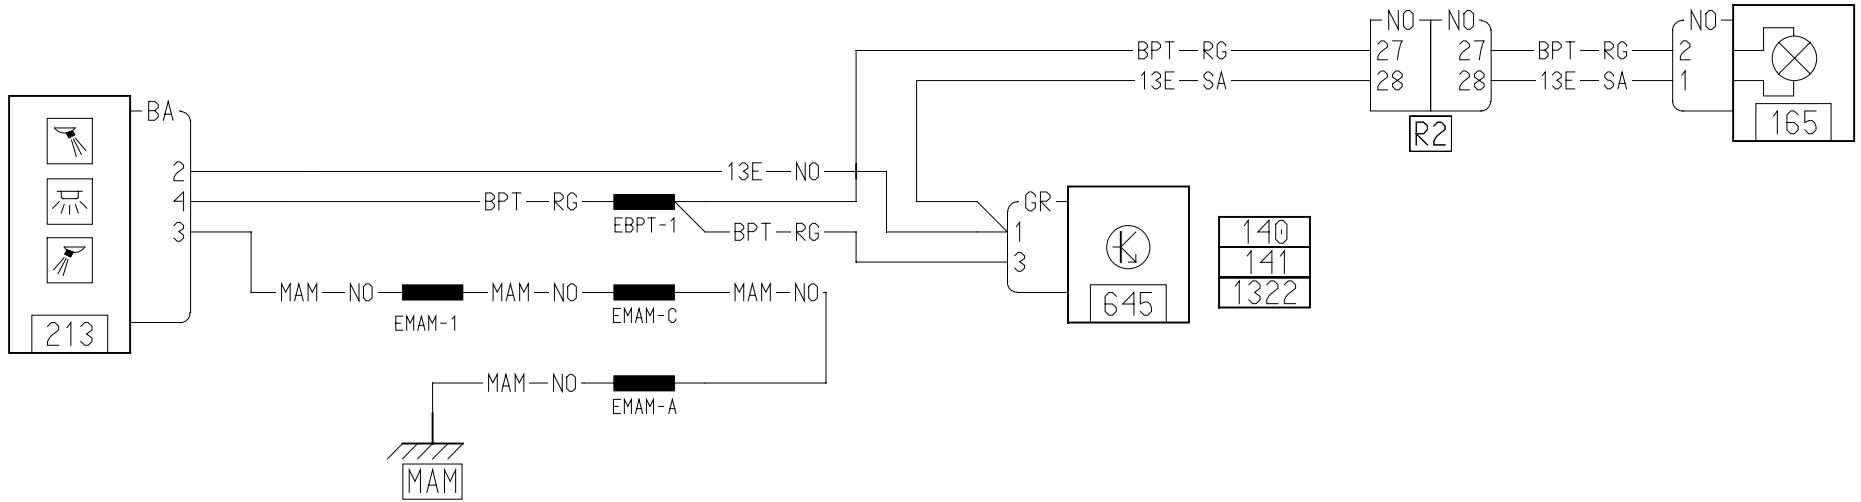 NO NO NO
BPT RG 27 27 BPT RG 2
13E SA 28 28 13E SA 1
BA
165
R2
2 13E NO
4 BPT RG GR
EBPT-1
3 BPT RG 1 140
3 141
MAM NO MAM NO MAM NO 1322
645
EMAM-1 EMAM-C
213
MAM NO
EMAM-A
MAM